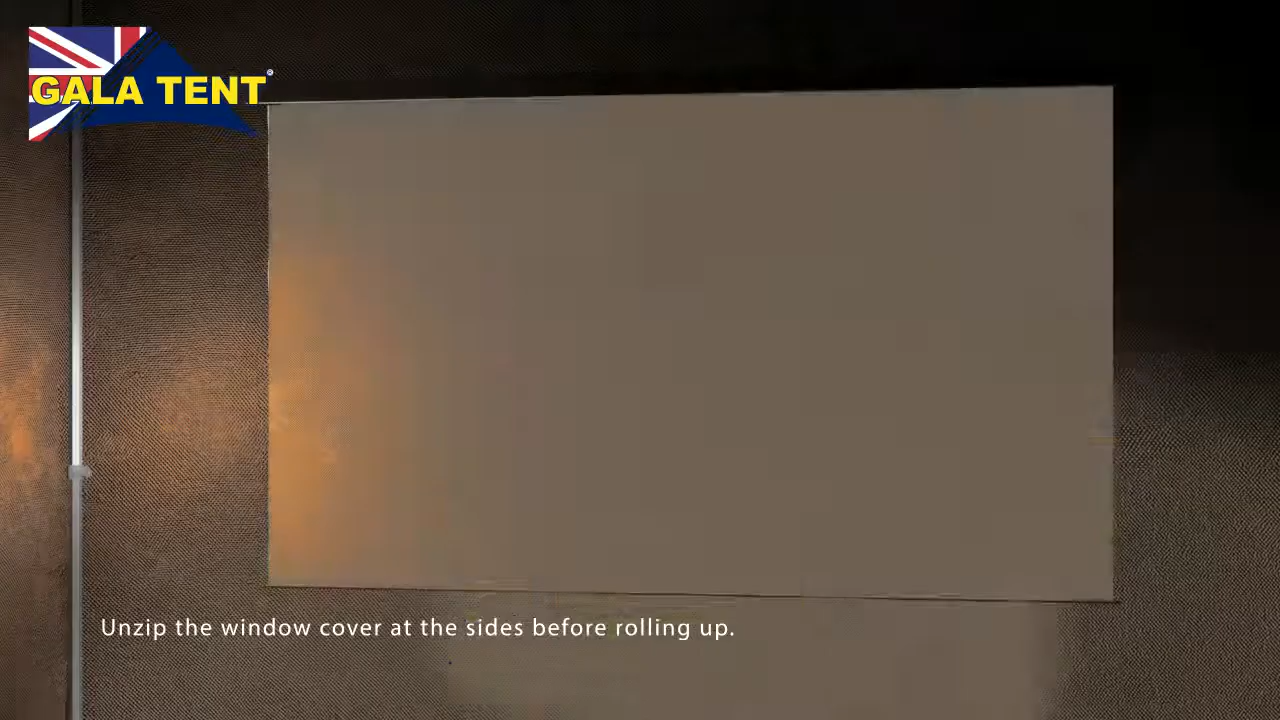 GALA TENT®
Unzip the window cover at the sides before rolling up.